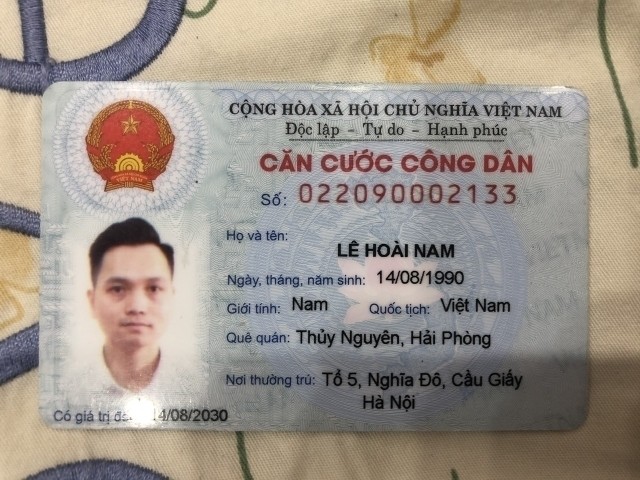 CỘNG HÒA XÃ HỘI CHỦ NGHĨA VIỆT NAM
Độc lập - Tự do - Hạnh phúc
CĂN CƯỚC CÔNG DÂN
Số: 022090002133
Họ và tên:
LÊ HOÀI NAM
Ngày, tháng, năm sinh: 14/08/1990
Giới tính: Nam Quốc tịch: Việt Nam
Quê quán: Thủy Nguyên, Hải Phòng
Nơi thường trú: Tổ 5, Nghĩa Đô, Cầu Giấy
Hà Nội
Có giá trị 14/08/2030